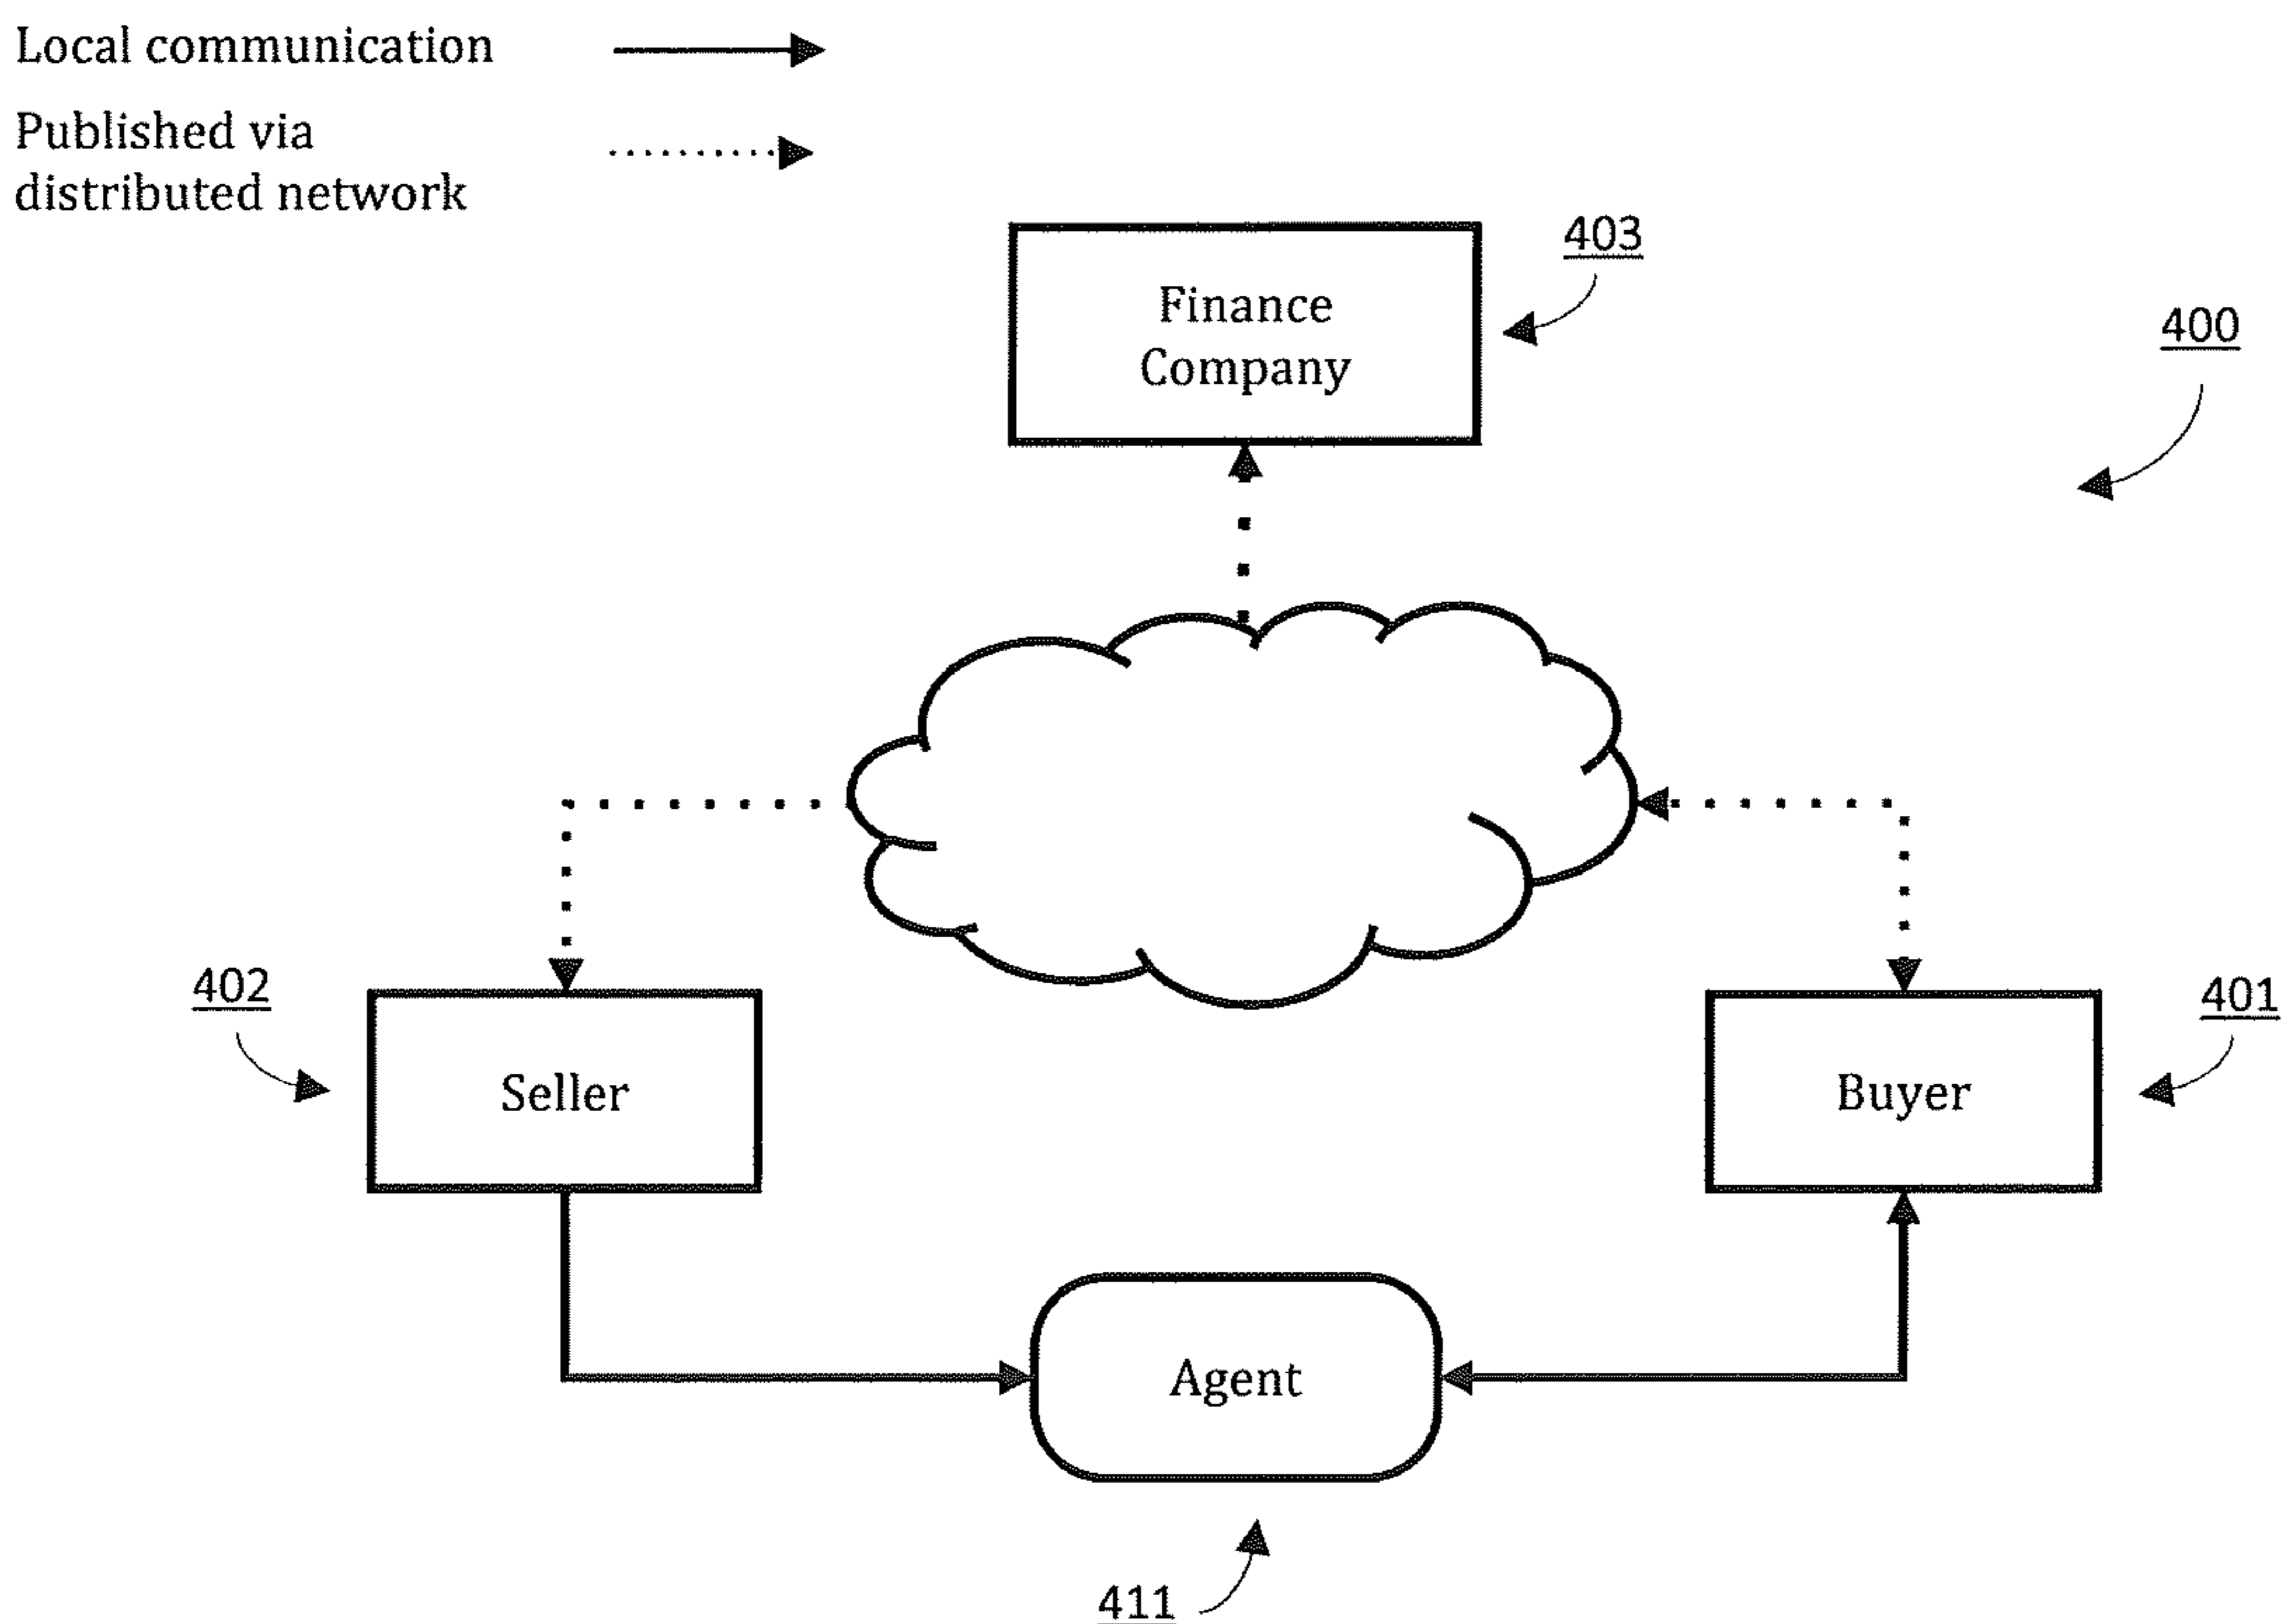 Local communication
Published via
distributed network
403
Finance
Company
400
402
401
Seller
Buyer
Agent
411